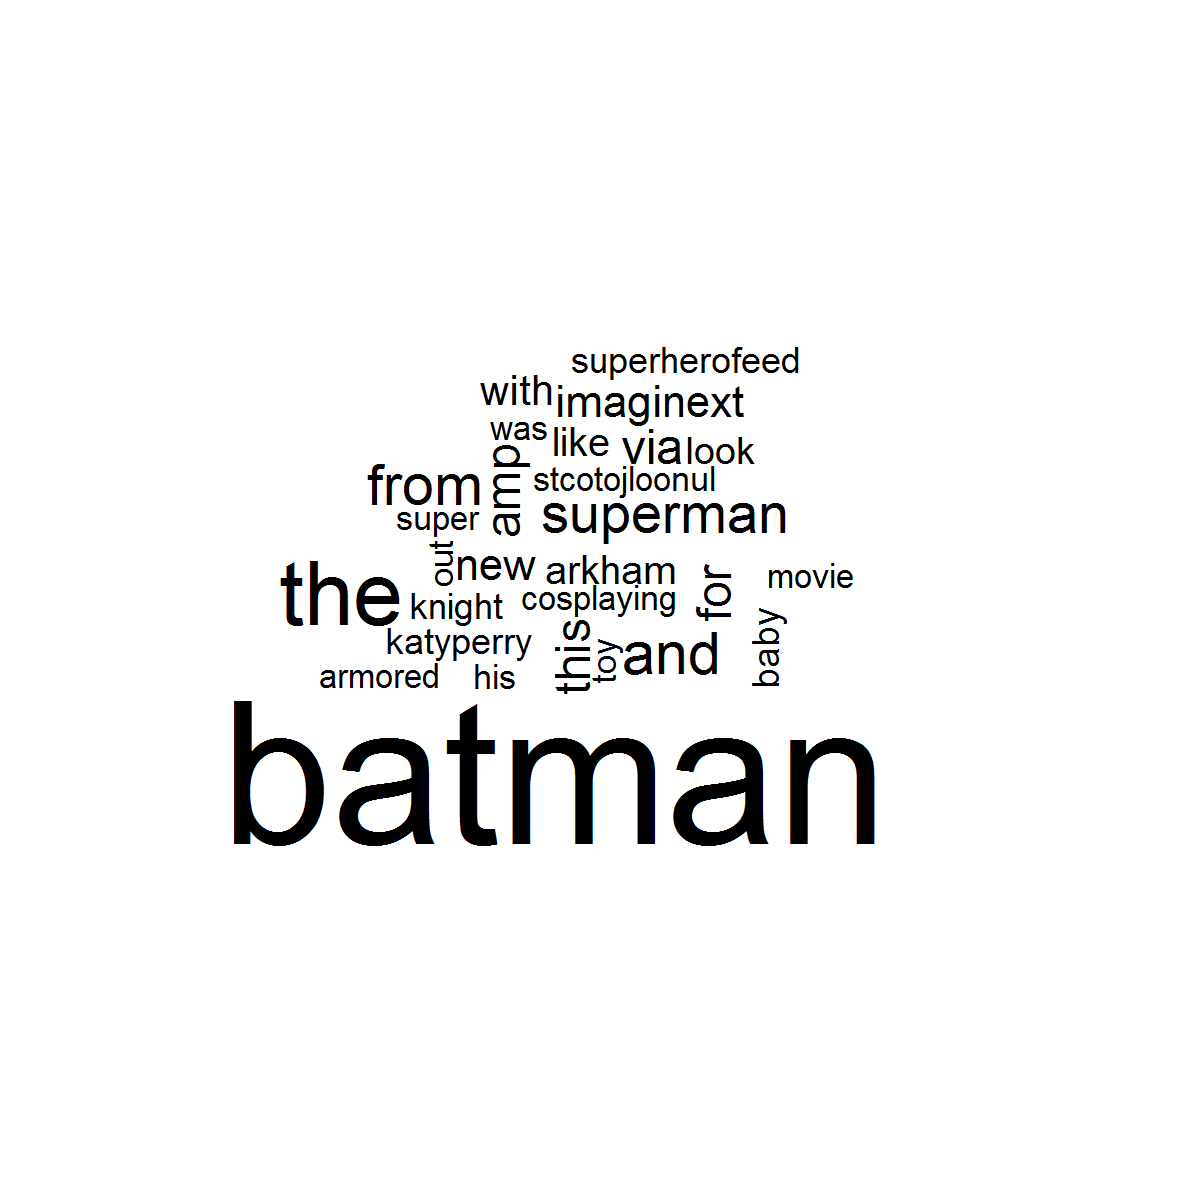 superherofeed
with imaginext
was like via look
from amp stcotojloonul
super superman
out new arkham movie
the knight cosplaying for
katyperry this toy and baby
armored his
batman